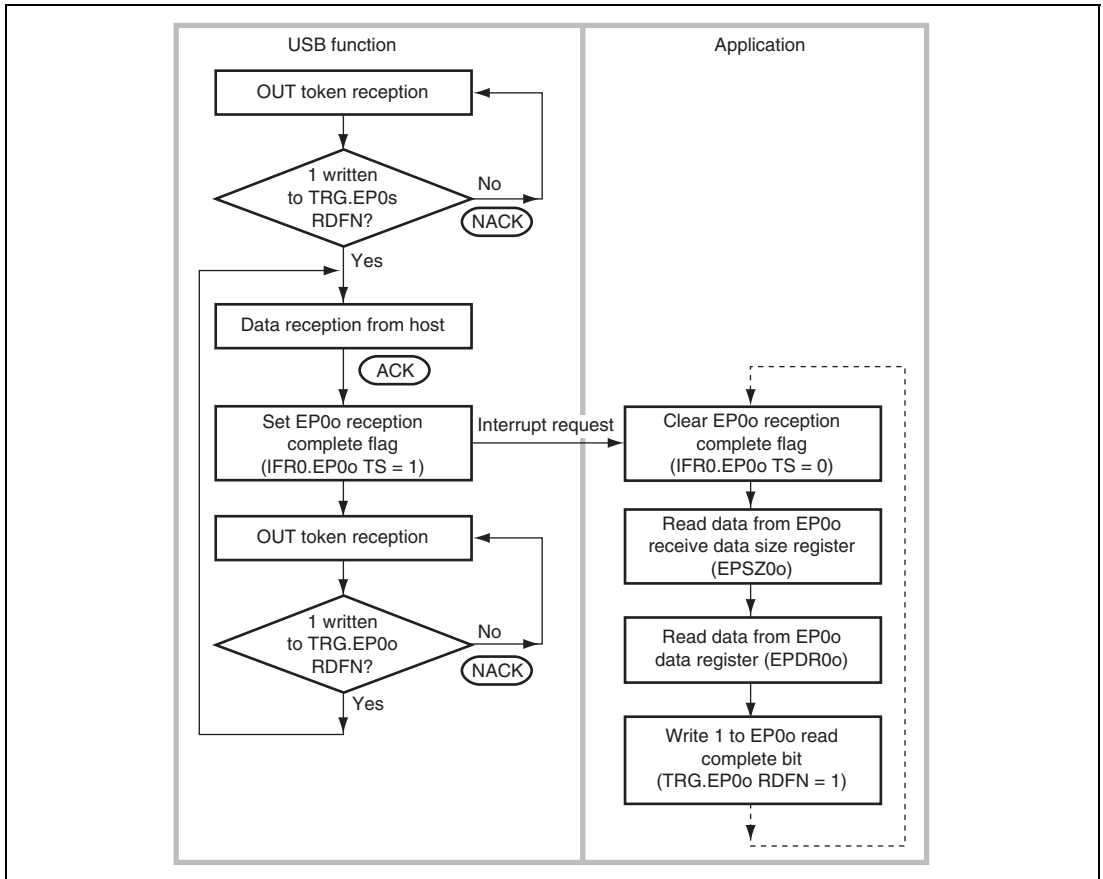 USB function
OUT token reception
1 written
to TRG.EP0s
RDFN?
No
NACK
Yes
Data reception from host
ACK
Set EP0o reception
complete flag
(IFR0.EP0o TS = 1)
Interrupt request
OUT token reception
1 written
to TRG.EP0o
RDFN?
No
NACK
Yes
Application
Clear EP0o reception
complete flag
(IFR0.EP0o TS = 0)
Read data from EP0o
receive data size register
(EPSZ0o)
Read data from EP0o
data register (EPDR0o)
Write 1 to EP0o read
complete bit
(TRG.EP0o RDFN = 1)